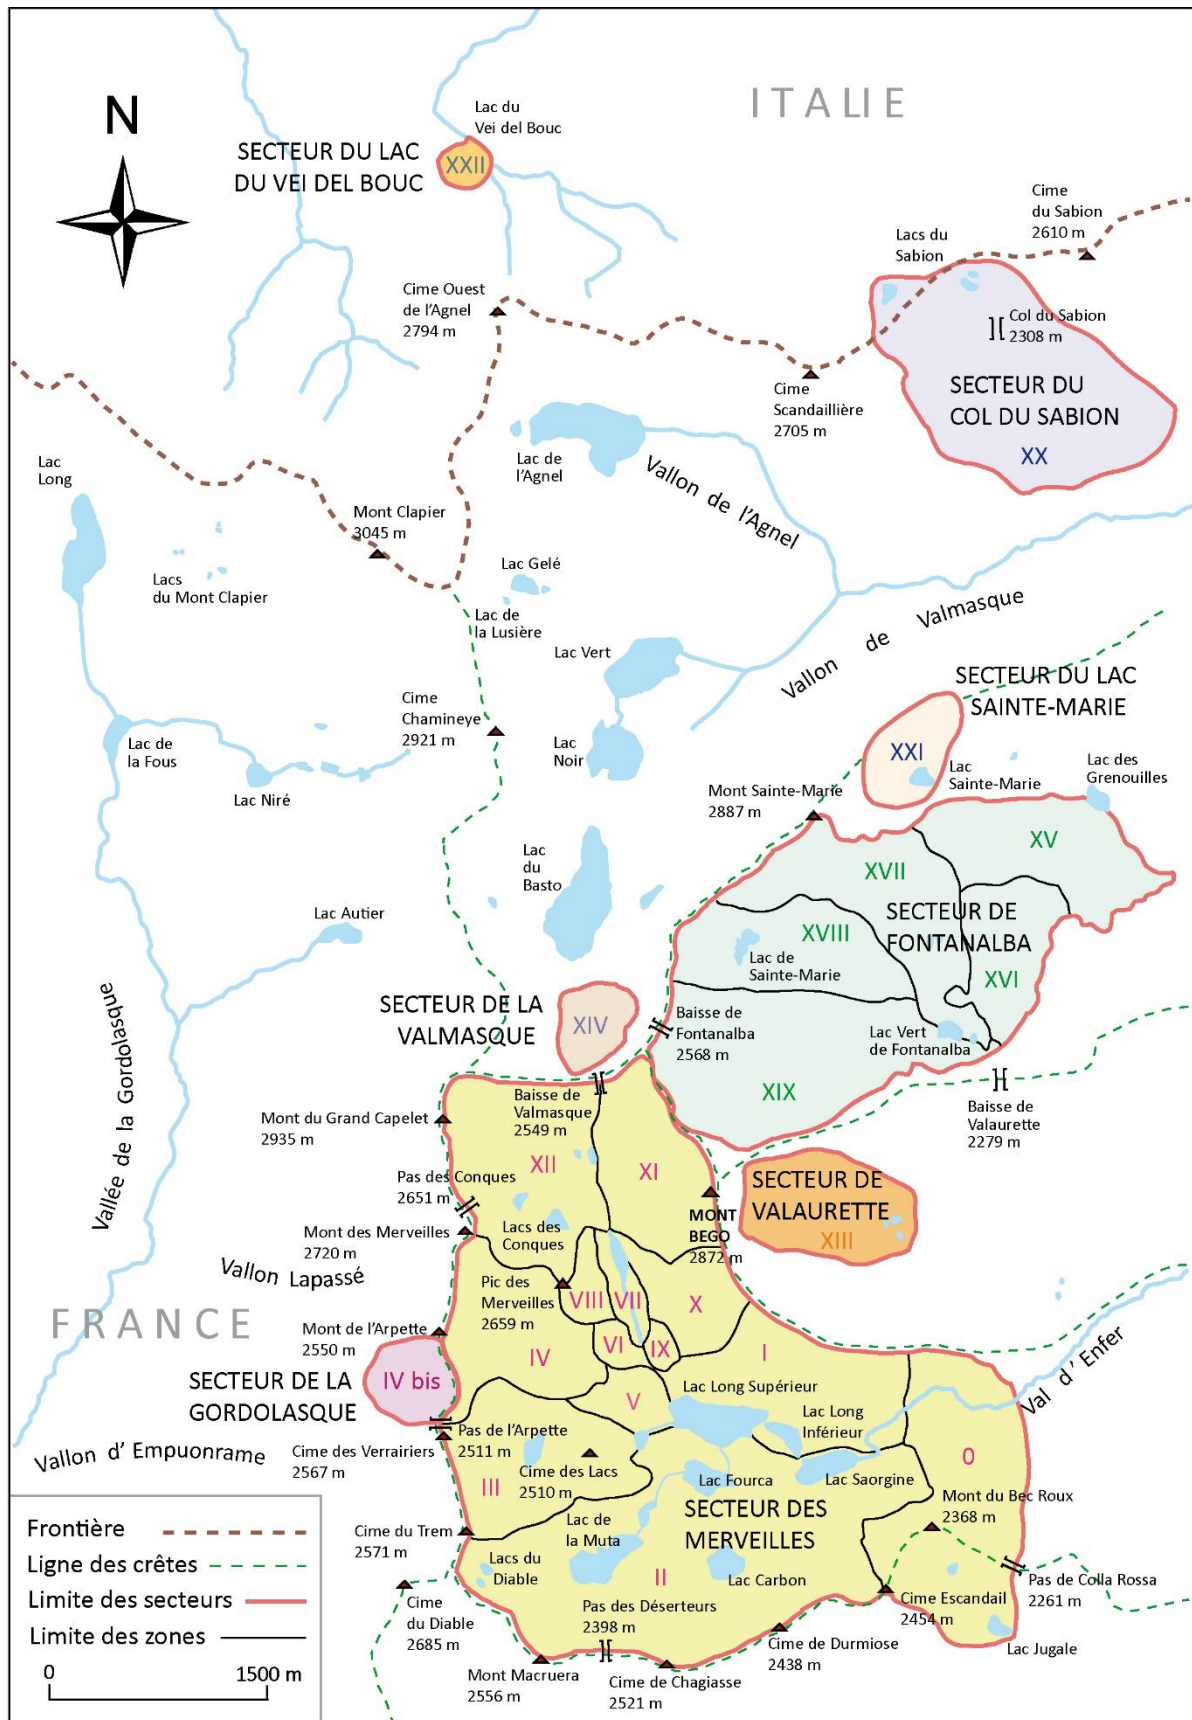 ITALIE
N
Lac du
Vei del Bouc
SECTEUR DU LAC
DU VEI DEL BOUC
XXII
Cime
du Sabion
2610 m
Lacs du
Sabion
Cime Ouest
de l'Agnel
2794 m
Col du Sabion
2308 m
Cime
Scandaillière
2705 m
SECTEUR DU
COL DU SABION
XX
Lac
Long
Lac de
l'Agnel
Vallon de l'Agnel
Mont Clapier
3045 m
Lacs
du Mont Clapier
Lac Gelé
Lac de
la Lusière
Vallon de Valmasque
Lac Vert
SECTEUR DU LAC
SAINTE-MARIE
Cime
Chamineye
2921 m
Lac de
la Fous
Lac
Noir
XXI
Lac
Sainte-Marie
Lac des
Grenouilles
Lac Niré
Mont Sainte-Marie
2887 m
XV
XVII
Lac
du
Basto
SECTEUR DE
FONTANALBA
Lac Autier
XVIII
Lac de
Sainte-Marie
XVI
Vallée de la Gordolasque
SECTEUR DE LA
VALMASQUE
XIV
Baisse de
Fontanalba
2568 m
Lac Vert
de Fontanalba
XIX
Baisse de
Valmasque
2549 m
Baisse de
Valaurette
2279 m
Mont du Grand Capelet
2935 m
XII
XI
Pas des Conques
2651 m
SECTEUR DE
VALAURETTE
XIII
MONT
BEGO
2872 m
Mont des Merveilles
2720 m
Lacs des
Conques
Vallon Lapassé
Pic des
Merveilles
2659 m
VIII
VII
X
FRANCE
Mont de l'Arpette
2550 m
IV
VI
IX
I
Val d' Enfer
SECTEUR DE LA
GORDOLASQUE
IV bis
V
Lac Long Supérieur
Lac Long
Inférieur
Vallon d' Empuonrame
Cime des Verrairiers
2567 m
Pas de l'Arpette
2511 m
Cime des Lacs
2510 m
III
Lac Fourca
Lac Saorgine
0
Mont du Bec Roux
2368 m
SECTEUR DES
MERVEILLES
Cime du Trem
2571 m
Lac de
la Muta
Lacs du
Diable
II
Lac Carbon
Pas de Colla Rossa
2261 m
Cime
du Diable
2685 m
Pas des Déserteurs
2398 m
Cime Escandail
2454 m
Cime de Durmiose
2438 m
Lac Jugale
Mont Macruera
2556 m
Cime de Chagiasse
2521 m
Frontière
Ligne des crêtes
Limite des secteurs
Limite des zones
0 1500 m